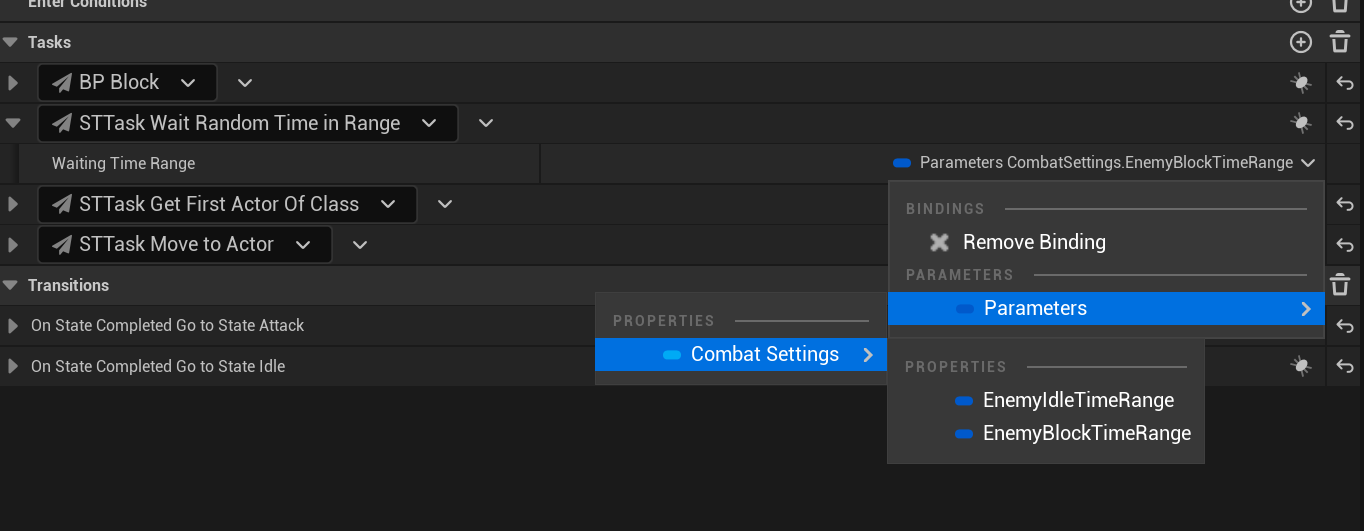 Enter Conditions
Tasks
BP Block
STTask Wait Random Time in Range
Waiting Time Range
Parameters CombatSettings.EnemyBlockTimeRange
STTask Get First Actor Of Class
BINDINGS
Remove Binding
STTask Move to Actor
PARAMETERS
Transitions
Parameters
On State Completed Go to State Attack
PROPERTIES
Combat Settings
On State Completed Go to State Idle
PROPERTIES
EnemyIdleTimeRange
EnemyBlockTimeRange